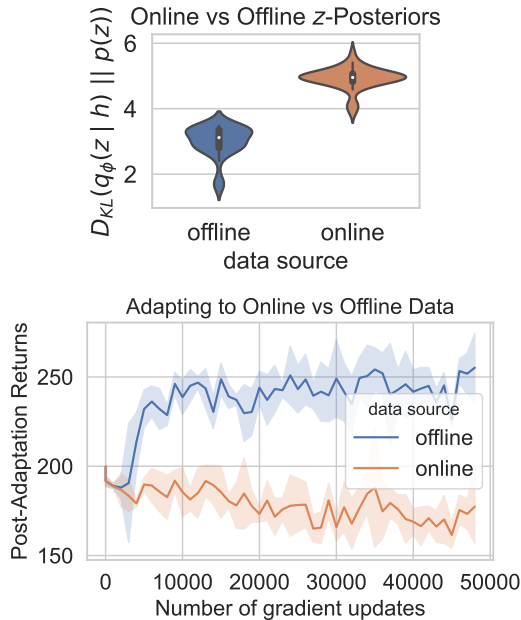 Online vs Offline z-Posteriors
D_KL(q_ϕ(z | h) || p(z))
6
4
2
offline online
data source
Adapting to Online vs Offline Data
Post-Adaptation Returns
250
200
150
data source
offline
online
0 10000 20000 30000 40000 50000
Number of gradient updates